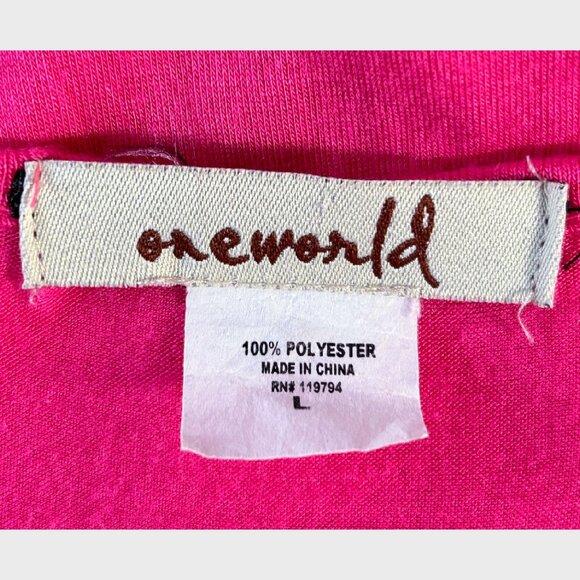 oneworld
100% POLYESTER
MADE IN CHINA
RN# 119794
L